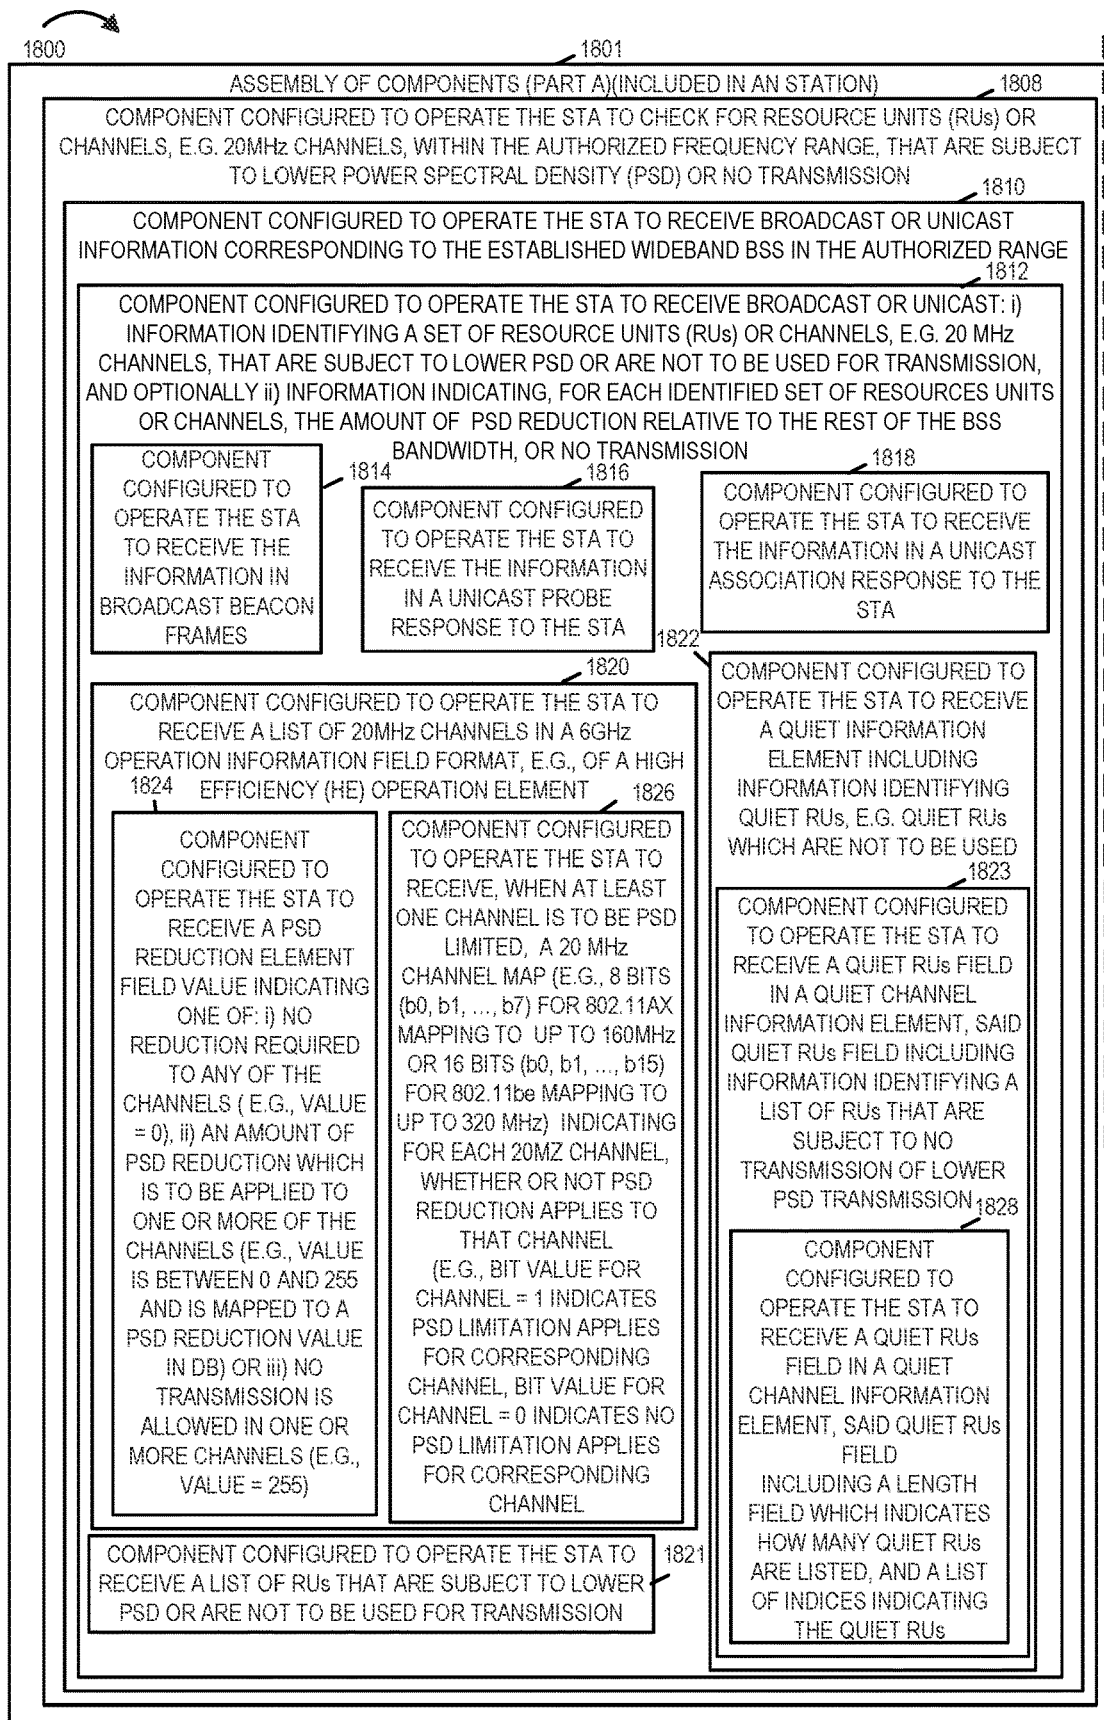 1800
1801
ASSEMBLY OF COMPONENTS (PART A)(INCLUDED IN AN STATION)
1808
COMPONENT CONFIGURED TO OPERATE THE STA TO CHECK FOR RESOURCE UNITS (RUs) OR
CHANNELS, E.G. 20MHz CHANNELS, WITHIN THE AUTHORIZED FREQUENCY RANGE, THAT ARE SUBJECT
TO LOWER POWER SPECTRAL DENSITY (PSD) OR NO TRANSMISSION
1810
COMPONENT CONFIGURED TO OPERATE THE STA TO RECEIVE BROADCAST OR UNICAST
INFORMATION CORRESPONDING TO THE ESTABLISHED WIDEBAND BSS IN THE AUTHORIZED RANGE
1812
COMPONENT CONFIGURED TO OPERATE THE STA TO RECEIVE BROADCAST OR UNICAST: i)
INFORMATION IDENTIFYING A SET OF RESOURCE UNITS (RUs) OR CHANNELS, E.G. 20 MHz
CHANNELS, THAT ARE SUBJECT TO LOWER PSD OR ARE NOT TO BE USED FOR TRANSMISSION,
AND OPTIONALLY ii) INFORMATION INDICATING, FOR EACH IDENTIFIED SET OF RESOURCES UNITS
OR CHANNELS, THE AMOUNT OF PSD REDUCTION RELATIVE TO THE REST OF THE BSS
BANDWIDTH, OR NO TRANSMISSION
1814
COMPONENT
CONFIGURED TO
OPERATE THE STA
TO RECEIVE THE
INFORMATION IN
BROADCAST BEACON
FRAMES
1816
COMPONENT CONFIGURED
TO OPERATE THE STA TO
RECEIVE THE INFORMATION
IN A UNICAST PROBE
RESPONSE TO THE STA
1818
COMPONENT CONFIGURED TO
OPERATE THE STA TO RECEIVE
THE INFORMATION IN A UNICAST
ASSOCIATION RESPONSE TO THE
STA
1820
COMPONENT CONFIGURED TO OPERATE THE STA TO
RECEIVE A LIST OF 20MHz CHANNELS IN A 6GHz
OPERATION INFORMATION FIELD FORMAT, E.G., OF A HIGH
EFFICIENCY (HE) OPERATION ELEMENT
1824
COMPONENT
CONFIGURED TO
OPERATE THE STA TO
RECEIVE A PSD
REDUCTION ELEMENT
FIELD VALUE INDICATING
ONE OF: i) NO
REDUCTION REQUIRED
TO ANY OF THE
CHANNELS ( E.G., VALUE
= 0), ii) AN AMOUNT OF
PSD REDUCTION WHICH
IS TO BE APPLIED TO
ONE OR MORE OF THE
CHANNELS (E.G., VALUE
IS BETWEEN 0 AND 255
AND IS MAPPED TO A
PSD REDUCTION VALUE
IN DB) OR iii) NO
TRANSMISSION IS
ALLOWED IN ONE OR
MORE CHANNELS (E.G.,
VALUE = 255)
1826
COMPONENT CONFIGURED
TO OPERATE THE STA TO
RECEIVE, WHEN AT LEAST
ONE CHANNEL IS TO BE PSD
LIMITED, A 20 MHz
CHANNEL MAP (E.G., 8 BITS
(b0, b1, ..., b7) FOR 802.11AX
MAPPING TO UP TO 160MHz
OR 16 BITS (b0, b1, ..., b15)
FOR 802.11be MAPPING TO
UP TO 320 MHz) INDICATING
FOR EACH 20MZ CHANNEL,
WHETHER OR NOT PSD
REDUCTION APPLIES TO
THAT CHANNEL
(E.G., BIT VALUE FOR
CHANNEL = 1 INDICATES
PSD LIMITATION APPLIES
FOR CORRESPONDING
CHANNEL, BIT VALUE FOR
CHANNEL = 0 INDICATES NO
PSD LIMITATION APPLIES
FOR CORRESPONDING
CHANNEL
1821
COMPONENT CONFIGURED TO OPERATE THE STA TO
RECEIVE A LIST OF RUs THAT ARE SUBJECT TO LOWER
PSD OR ARE NOT TO BE USED FOR TRANSMISSION
1822
COMPONENT CONFIGURED TO
OPERATE THE STA TO RECEIVE
A QUIET INFORMATION
ELEMENT INCLUDING
INFORMATION IDENTIFYING
QUIET RUs, E.G. QUIET RUs
WHICH ARE NOT TO BE USED
1823
COMPONENT CONFIGURED
TO OPERATE THE STA TO
RECEIVE A QUIET RUs FIELD
IN A QUIET CHANNEL
INFORMATION ELEMENT, SAID
QUIET RUs FIELD INCLUDING
INFORMATION IDENTIFYING A
LIST OF RUs THAT ARE
SUBJECT TO NO
TRANSMISSION OF LOWER
PSD TRANSMISSION
1828
COMPONENT
CONFIGURED TO
OPERATE THE STA TO
RECEIVE A QUIET RUs
FIELD IN A QUIET
CHANNEL INFORMATION
ELEMENT, SAID QUIET RUs
FIELD
INCLUDING A LENGTH
FIELD WHICH INDICATES
HOW MANY QUIET RUs
ARE LISTED, AND A LIST
OF INDICES INDICATING
THE QUIET RUs